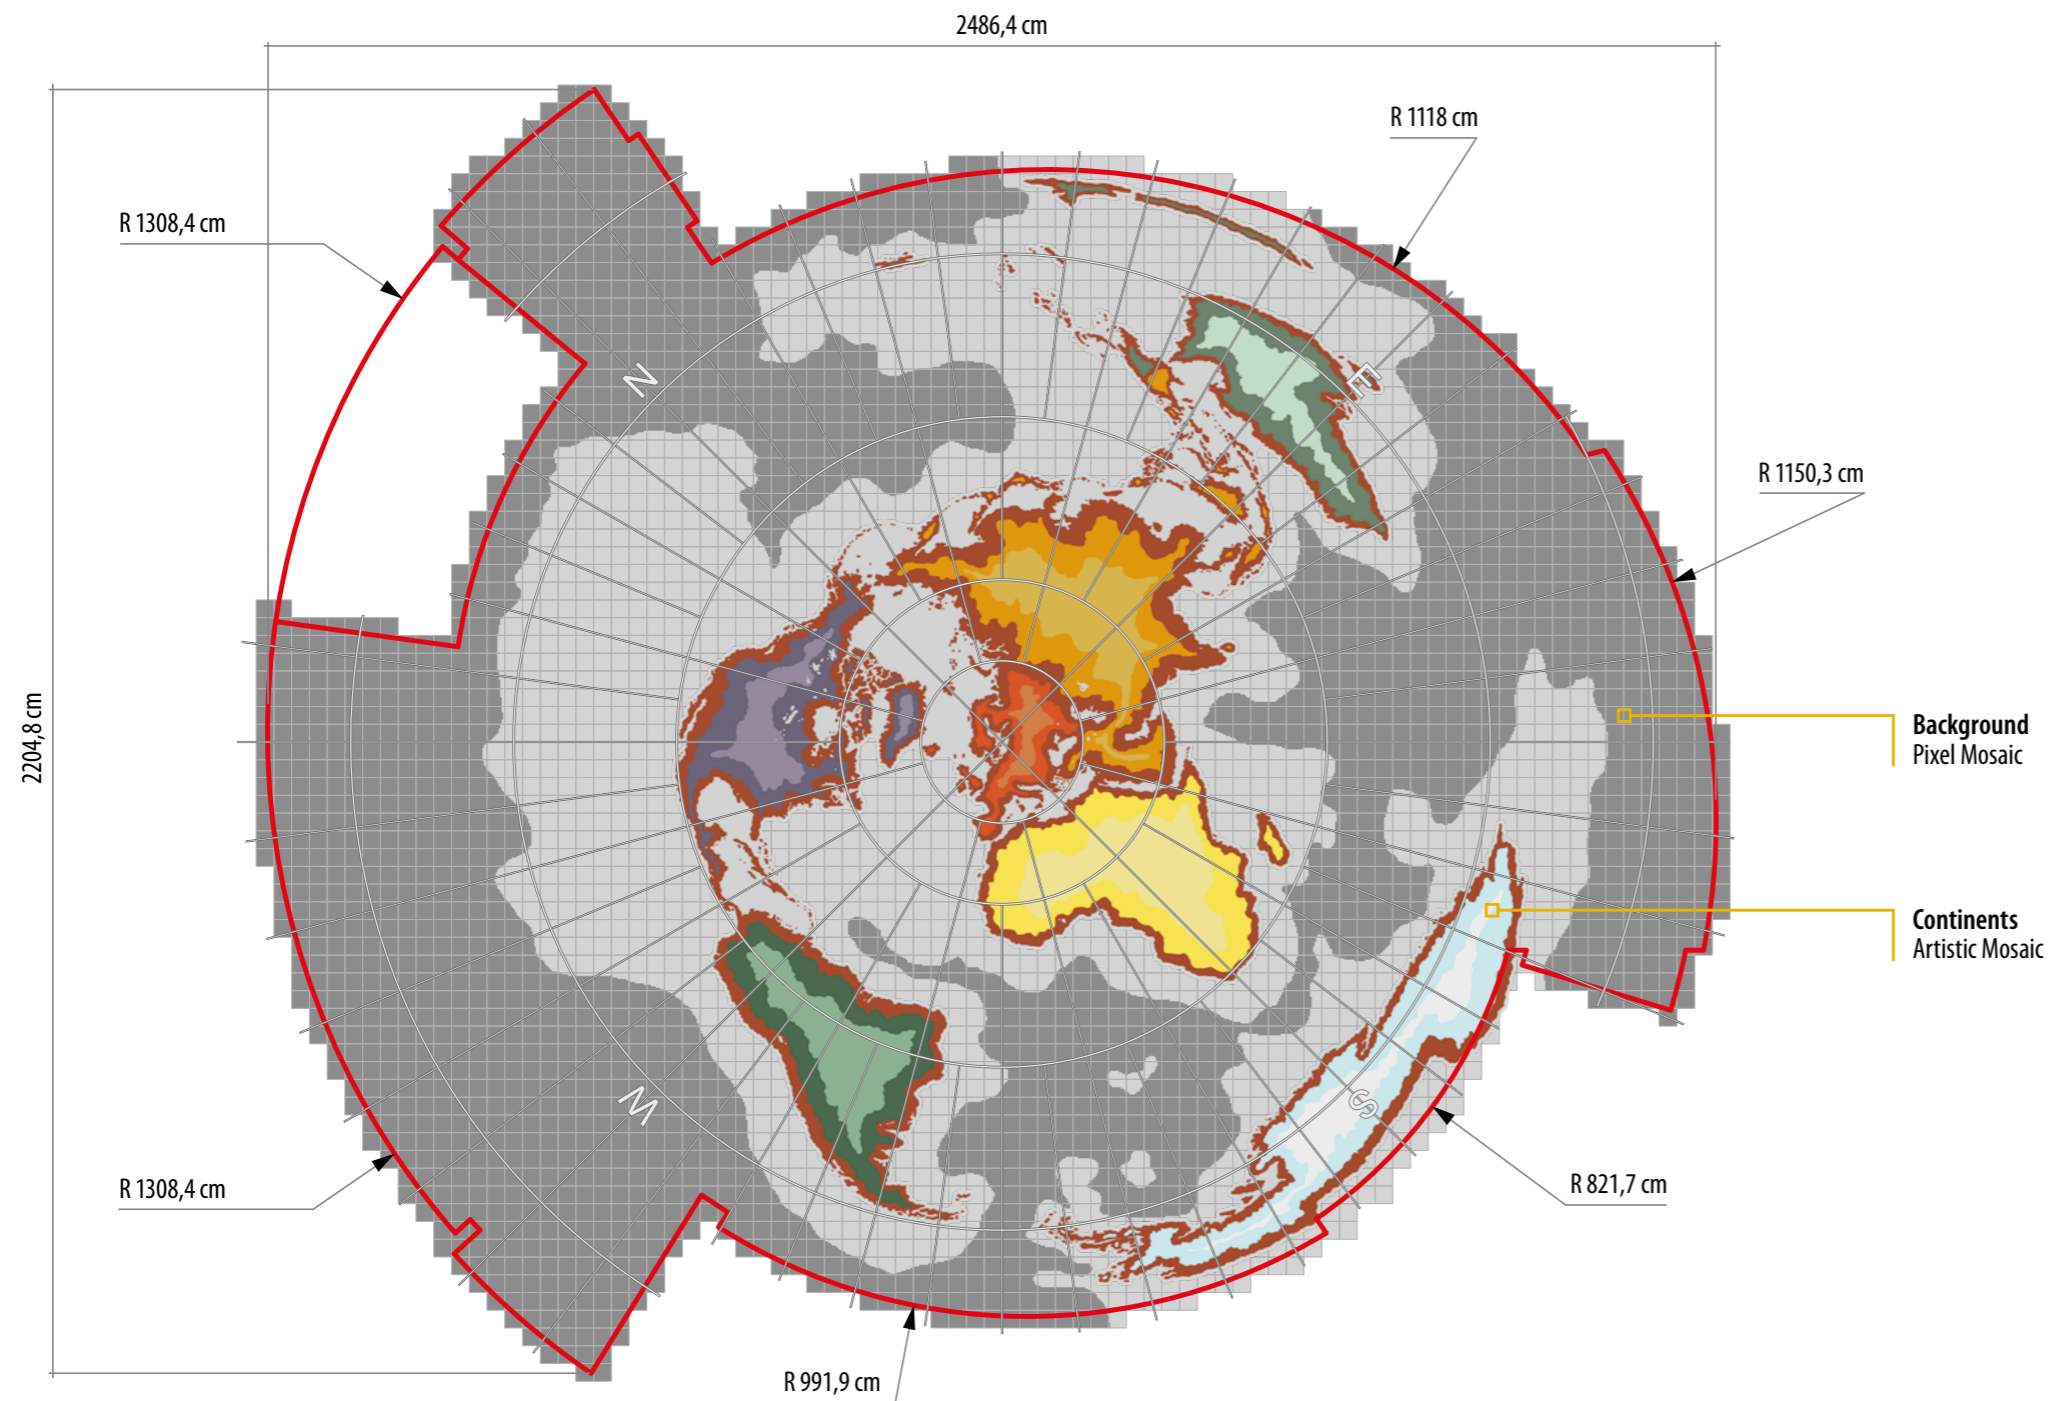 2486,4 cm
R 1118 cm
R 1308,4 cm
N
E
R 1150,3 cm
2204,8 cm
Background
Pixel Mosaic
Continents
Artistic Mosaic
W
S
R 1308,4 cm
R 821,7 cm
R 991,9 cm